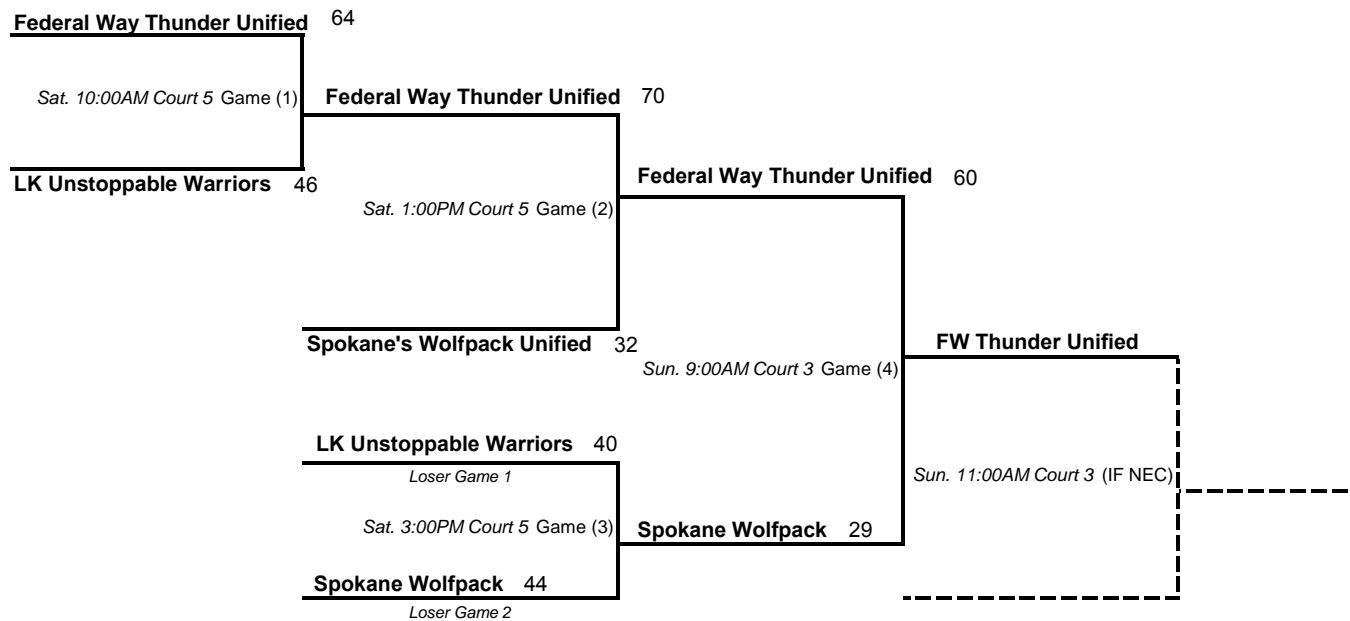 Federal Way Thunder Unified 64
Sat. 10:00AM Court 5 Game (1)
Federal Way Thunder Unified 70
LK Unstoppable Warriors 46
Federal Way Thunder Unified 60
Sat. 1:00PM Court 5 Game (2)
Spokane's Wolfpack Unified 32
FW Thunder Unified
Sun. 9:00AM Court 3 Game (4)
LK Unstoppable Warriors 40
Loser Game 1
Sun. 11:00AM Court 3 (IF NEC)
Sat. 3:00PM Court 5 Game (3)
Spokane Wolfpack 29
Spokane Wolfpack 44
Loser Game 2